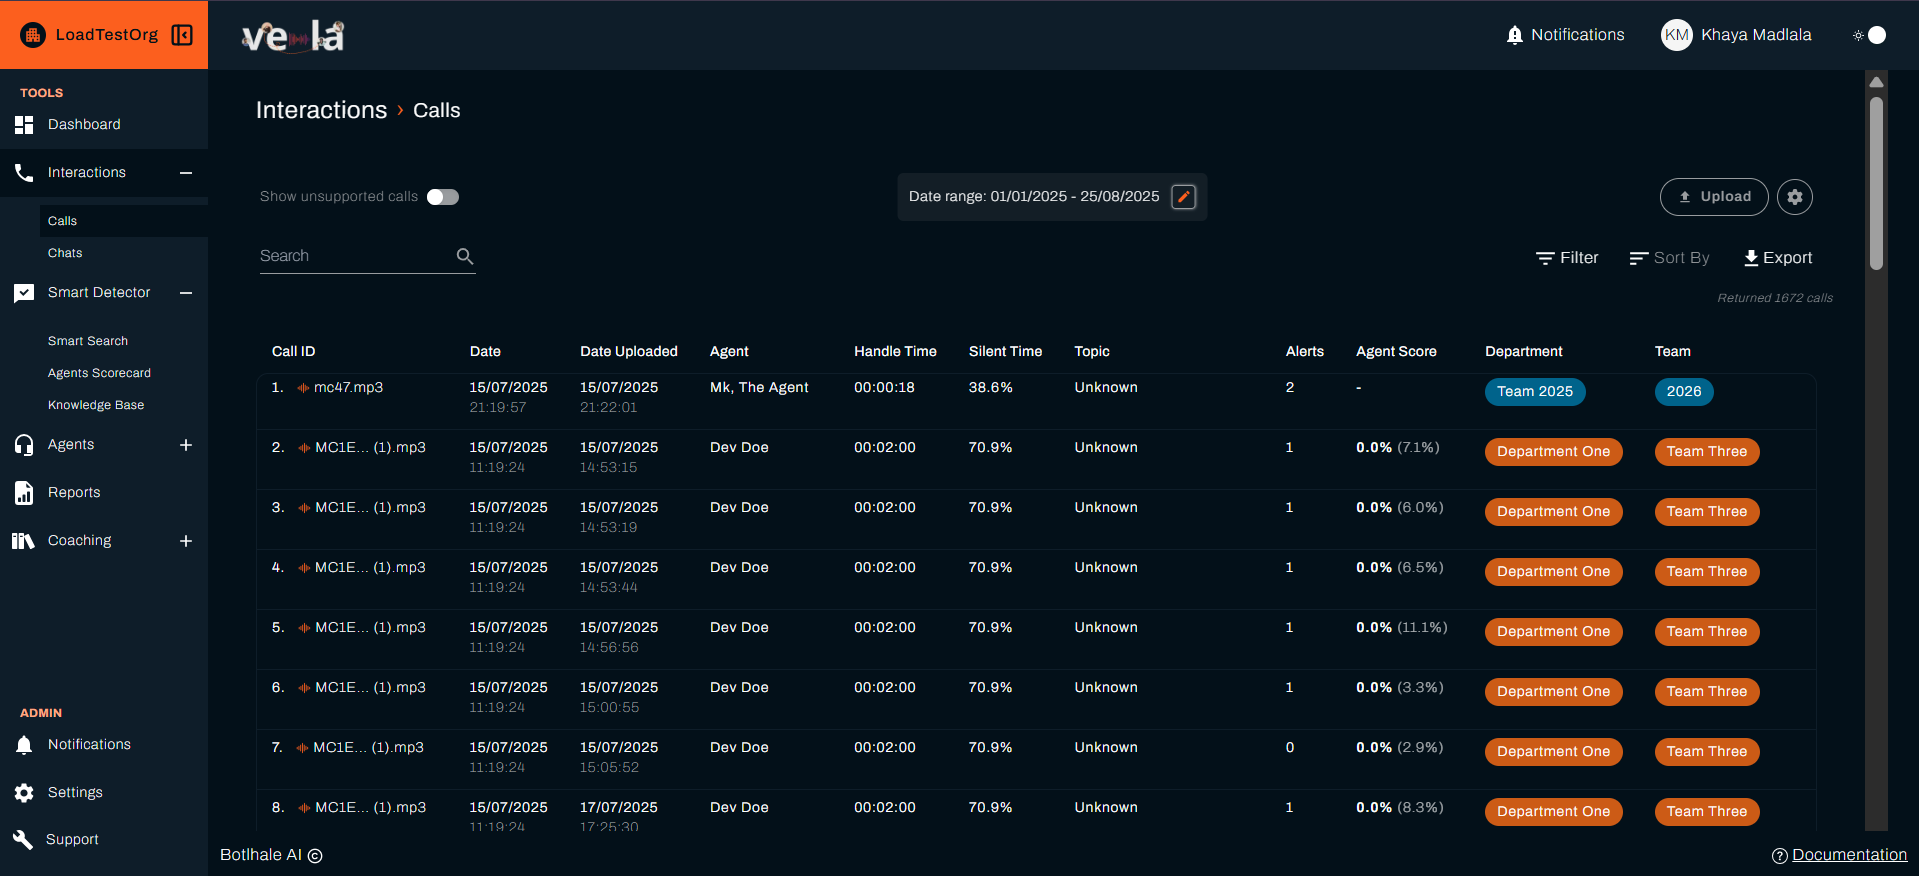 LoadTestOrg
vela
Notifications
KM
Khaya Madlala
TOOLS
Dashboard
Interactions
Calls
Chats
Smart Detector
Smart Search
Agents Scorecard
Knowledge Base
Agents
Reports
Coaching
ADMIN
Notifications
Settings
Support
Interactions › Calls
Show unsupported calls
Date range: 01/01/2025 - 25/08/2025
Upload
Search
Filter
Sort By
Export
Returned 1672 calls
Call ID Date Date Uploaded Agent Handle Time Silent Time Topic Alerts Agent Score Department Team
1. mc47.mp3 15/07/2025 15/07/2025 Mk, The Agent 00:00:18 38.6% Unknown 2 - Team 2025 2026
21:19:57 21:22:01
2. MC1E... (1).mp3 15/07/2025 15/07/2025 Dev Doe 00:02:00 70.9% Unknown 1 0.0% (7.1%) Department One Team Three
11:19:24 14:53:15
3. MC1E... (1).mp3 15/07/2025 15/07/2025 Dev Doe 00:02:00 70.9% Unknown 1 0.0% (6.0%) Department One Team Three
11:19:24 14:53:19
4. MC1E... (1).mp3 15/07/2025 15/07/2025 Dev Doe 00:02:00 70.9% Unknown 1 0.0% (6.5%) Department One Team Three
11:19:24 14:53:44
5. MC1E... (1).mp3 15/07/2025 15/07/2025 Dev Doe 00:02:00 70.9% Unknown 1 0.0% (11.1%) Department One Team Three
11:19:24 14:56:56
6. MC1E... (1).mp3 15/07/2025 15/07/2025 Dev Doe 00:02:00 70.9% Unknown 1 0.0% (3.3%) Department One Team Three
11:19:24 15:00:55
7. MC1E... (1).mp3 15/07/2025 15/07/2025 Dev Doe 00:02:00 70.9% Unknown 0 0.0% (2.9%) Department One Team Three
11:19:24 15:05:52
8. MC1E... (1).mp3 15/07/2025 17/07/2025 Dev Doe 00:02:00 70.9% Unknown 1 0.0% (8.3%) Department One Team Three
11:19:24 17:25:30
Botlhale AI ©
Documentation